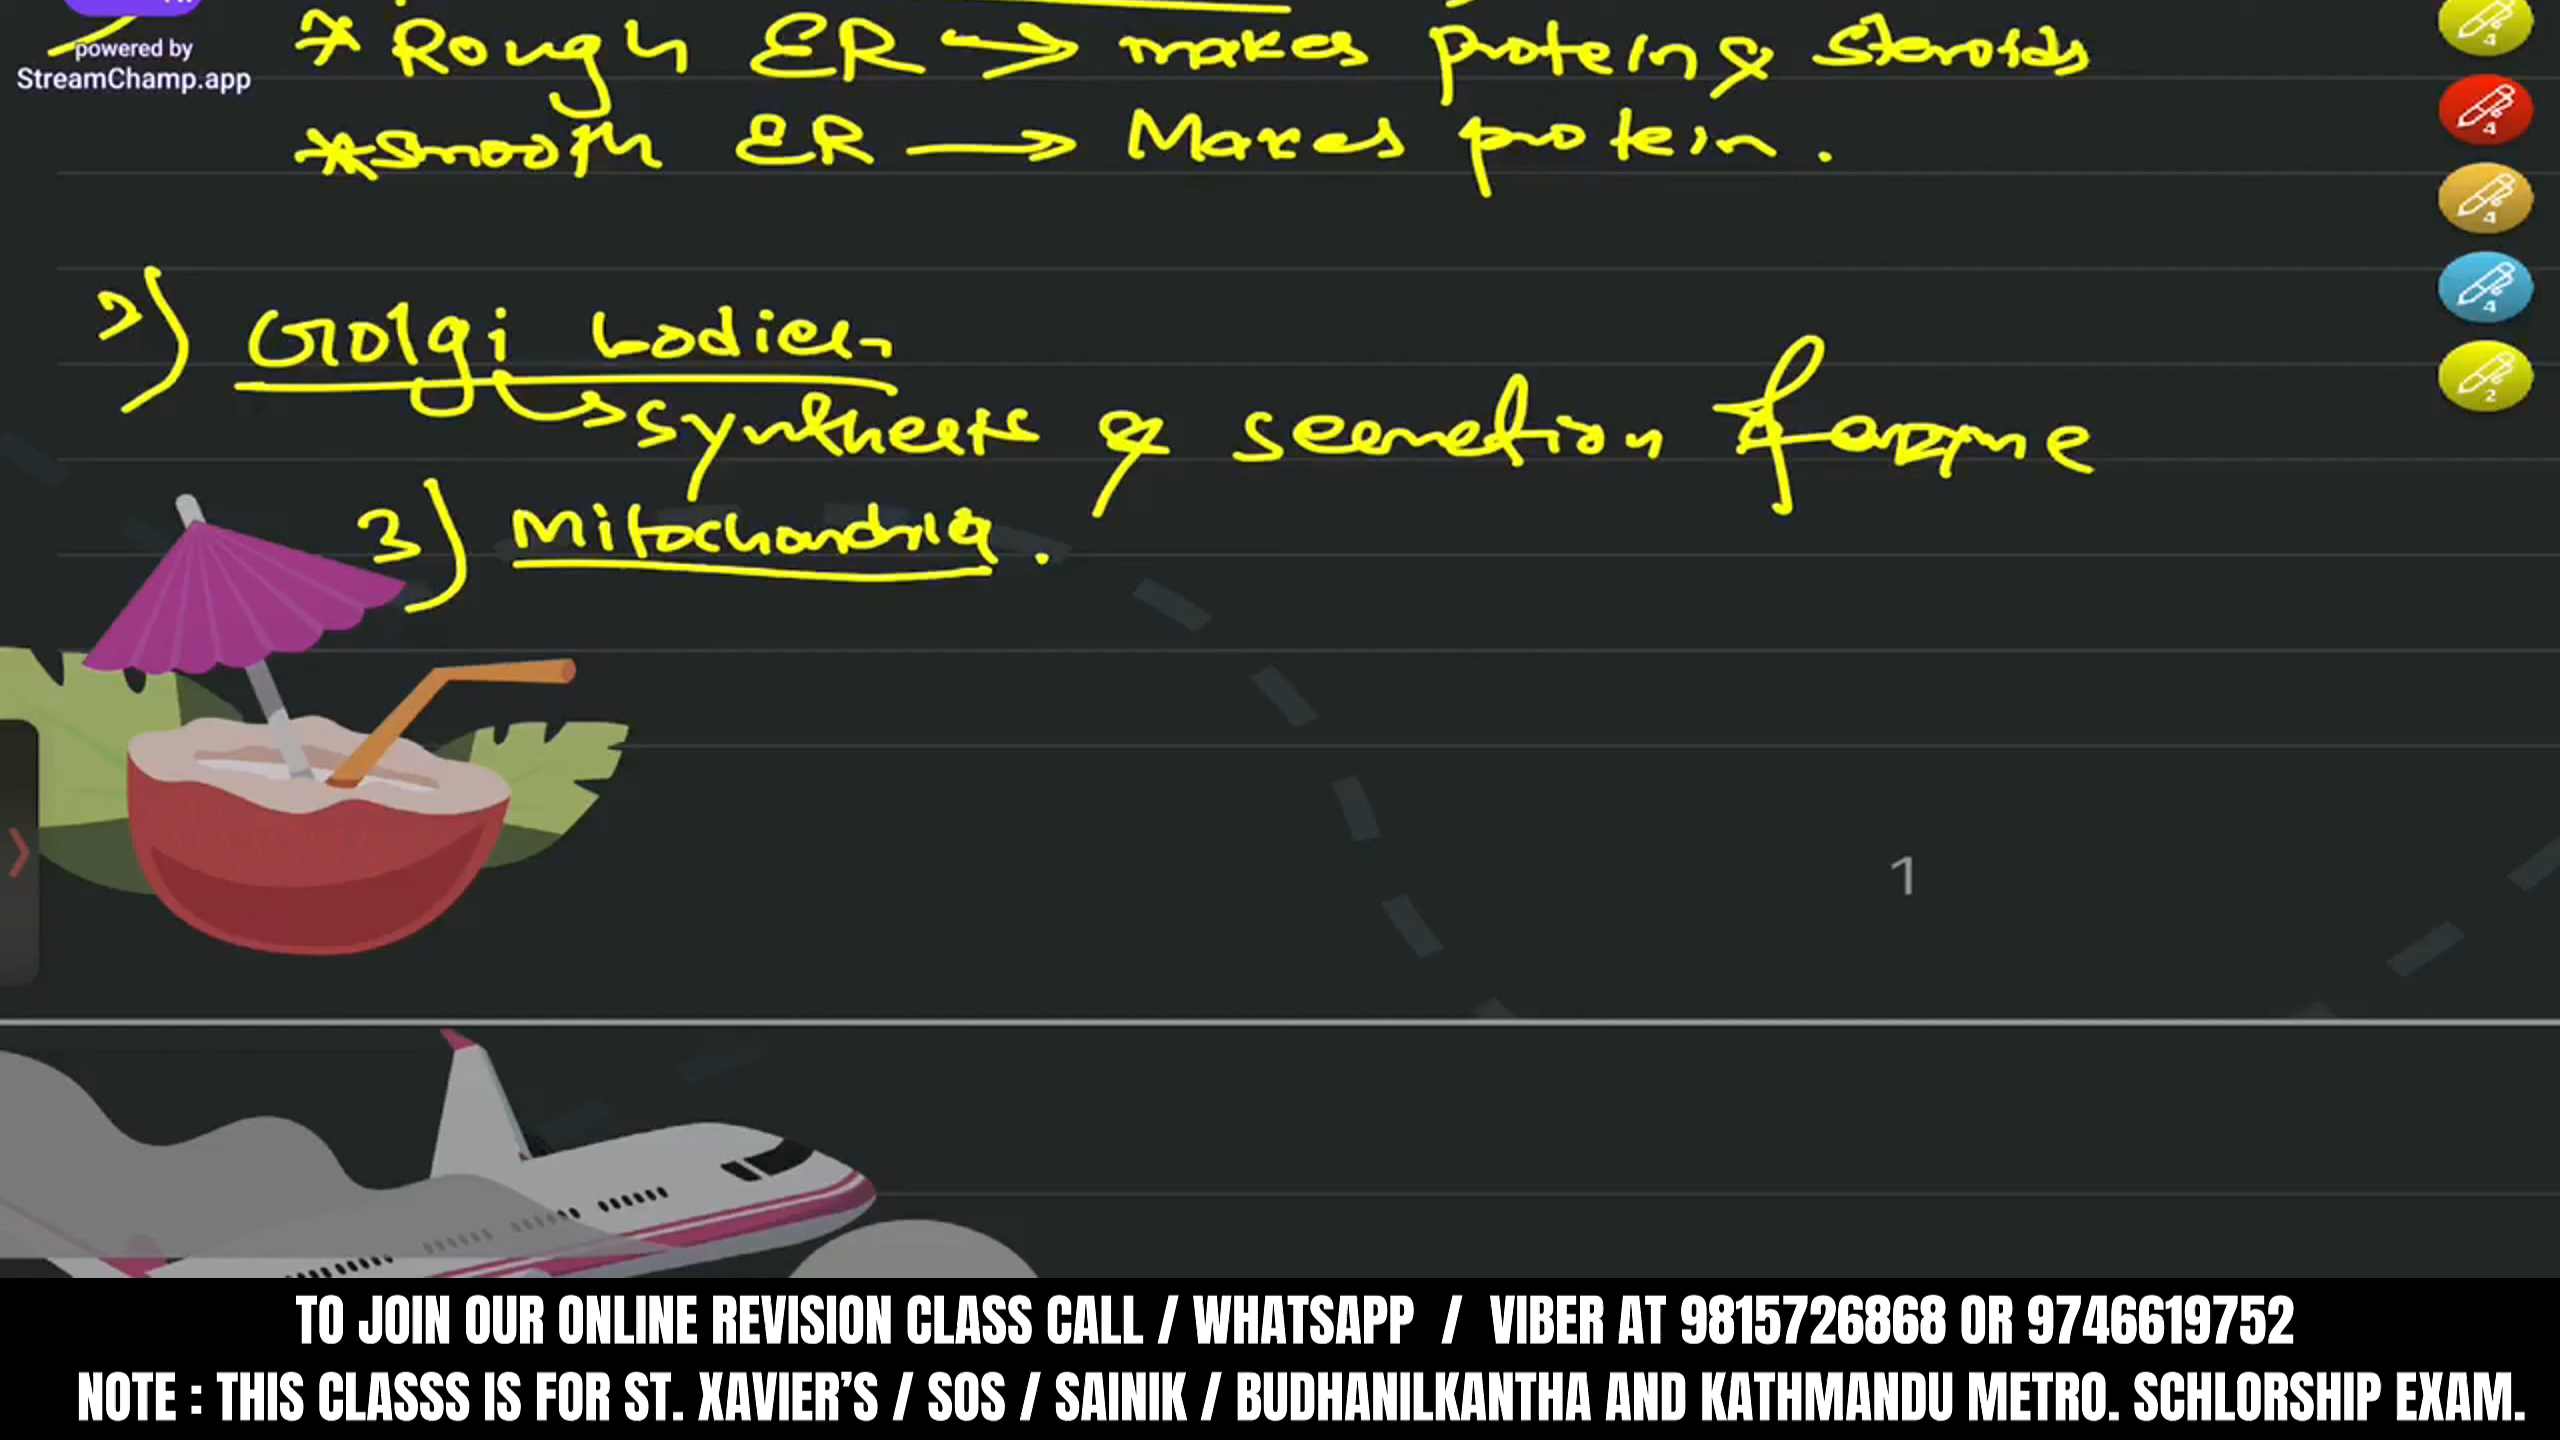 powered by
StreamChamp.app
* Rough ER → makes protein & steroids
* Smooth ER → Makes protein.
2) Golgi bodies
→ synthesis & secretion of enzyme
3) Mitochondria.
1
TO JOIN OUR ONLINE REVISION CLASS CALL / WHATSAPP / VIBER AT 9815726868 OR 9746619752
NOTE : THIS CLASSS IS FOR ST. XAVIER'S / SOS / SAINIK / BUDHANILKANTHA AND KATHMANDU METRO. SCHLORSHIP EXAM.